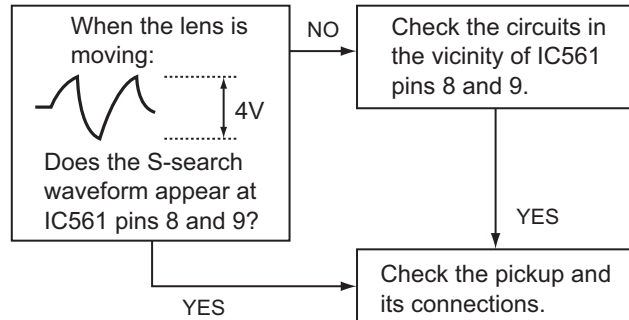 When the lens is
moving:
4V
Does the S-search
waveform appear at
IC561 pins 8 and 9?
NO
Check the circuits in
the vicinity of IC561
pins 8 and 9.
YES
YES
Check the pickup and
its connections.